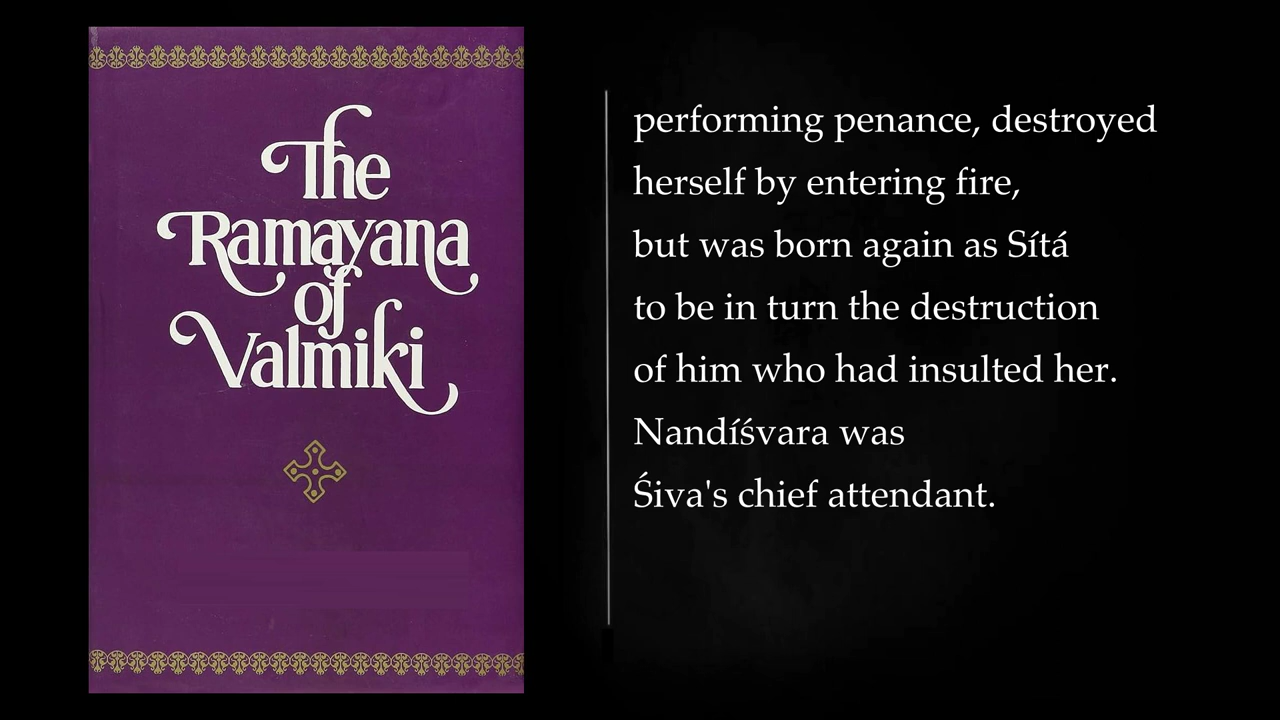 The
Ramayana
of
Valmiki
performing penance, destroyed
herself by entering fire,
but was born again as Sítá
to be in turn the destruction
of him who had insulted her.
Nandíśvara was
Śiva's chief attendant.